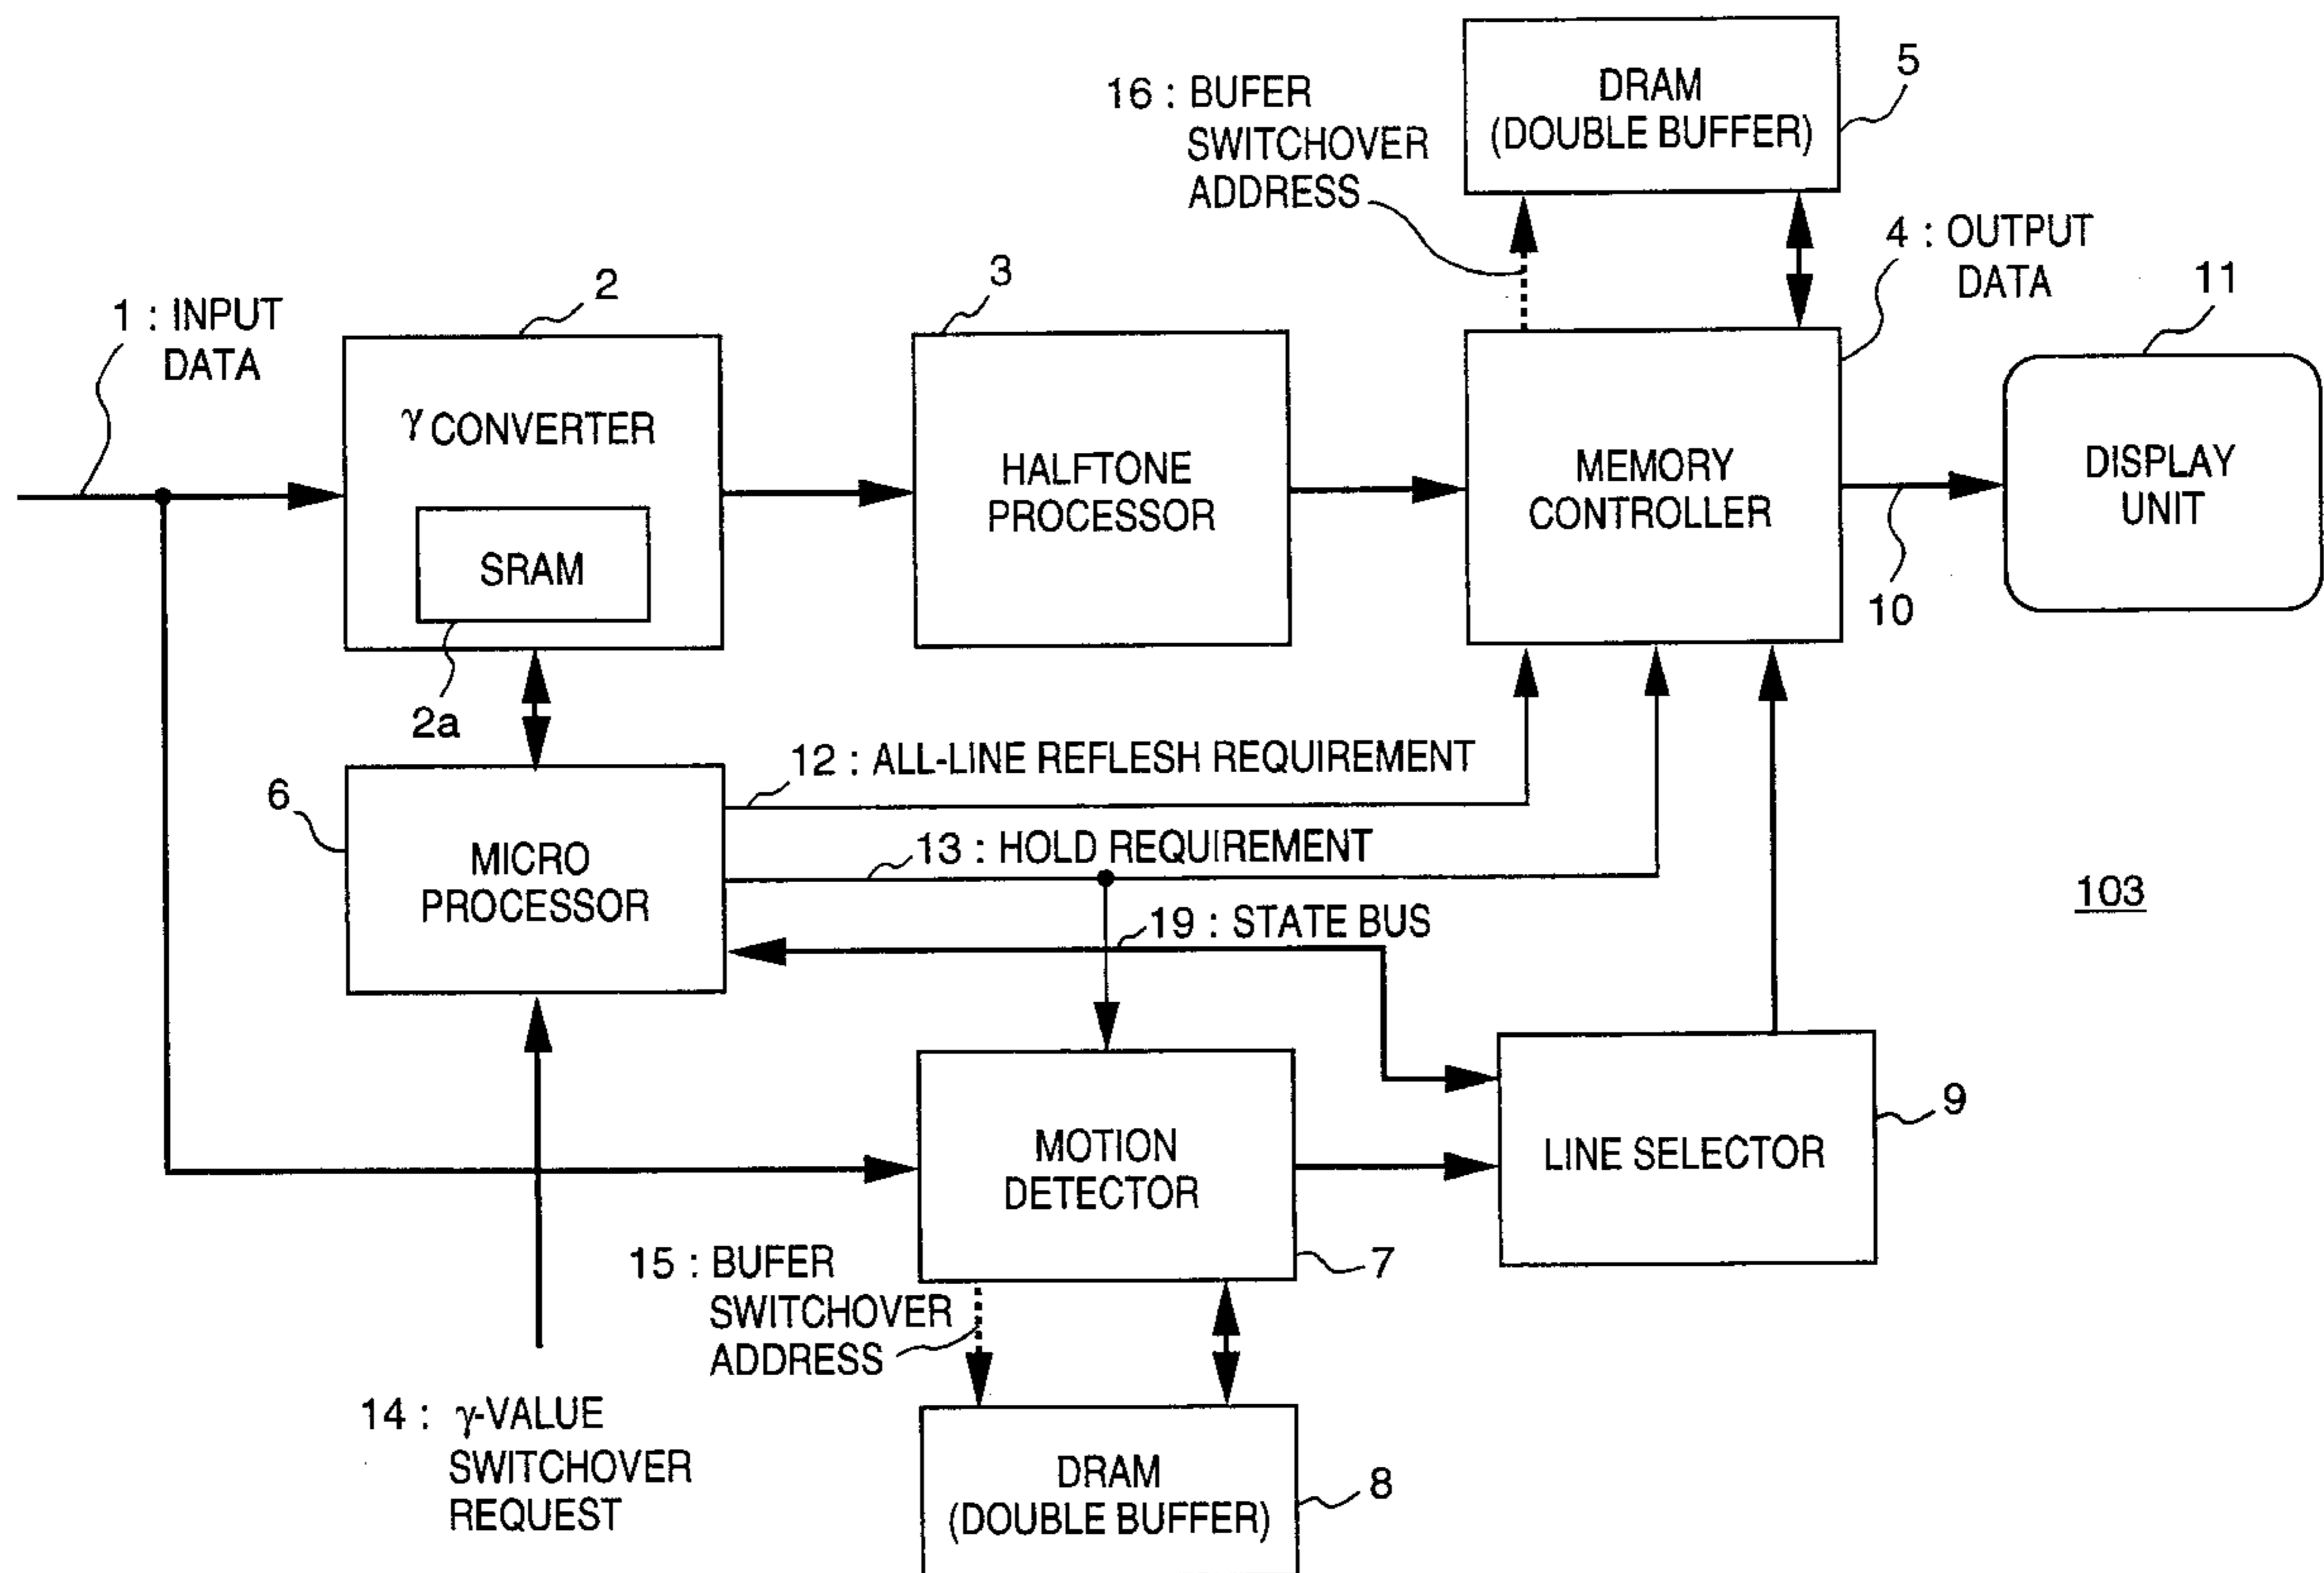 16 : BUFER
SWITCHOVER
ADDRESS
DRAM
(DOUBLE BUFFER)
5
4 : OUTPUT
DATA
11
1 : INPUT
DATA
2
3
γ CONVERTER
SRAM
2a
HALFTONE
PROCESSOR
MEMORY
CONTROLLER
10
DISPLAY
UNIT
12 : ALL-LINE REFLESH REQUIREMENT
6
MICRO
PROCESSOR
13 : HOLD REQUIREMENT
19 : STATE BUS
103
MOTION
DETECTOR
7
LINE SELECTOR
9
15 : BUFER
SWITCHOVER
ADDRESS
14 : γ-VALUE
SWITCHOVER
REQUEST
DRAM
(DOUBLE BUFFER)
8